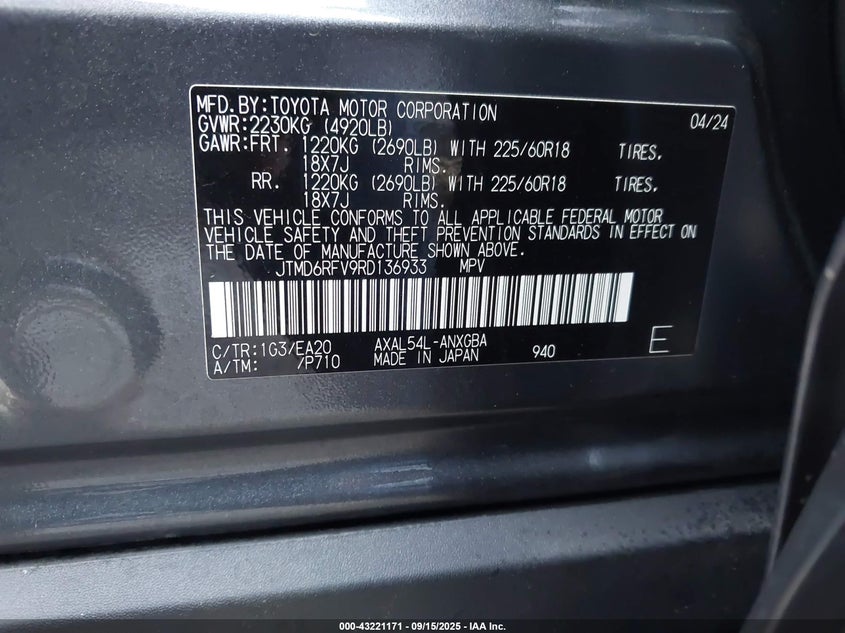 MFD.BY:TOYOTA MOTOR CORPORATION 04/24
GVWR:2230KG (4920LB)
GAWR:FRT. 1220KG (2690LB) WITH 225/60R18 TIRES.
18X7J RIMS.
RR. 1220KG (2690LB) WITH 225/60R18 TIRES.
18X7J RIMS.
THIS VEHICLE CONFORMS TO ALL APPLICABLE FEDERAL MOTOR
VEHICLE SAFETY AND THEFT PREVENTION STANDARDS IN EFFECT ON
THE DATE OF MANUFACTURE SHOWN ABOVE.
JTMD6RFV9RD136933 MPV
C/TR:1G3/EA20 AXAL54L-ANXGBA
A/TM: /P710 MADE IN JAPAN 940 E
000-43221171 - 09/15/2025 - IAA Inc.